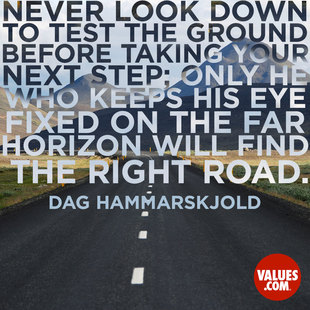 NEVER LOOK DOWN
TO TEST THE GROUND
BEFORE TAKING YOUR
NEXT STEP; ONLY HE
WHO KEEPS HIS EYE
FIXED ON THE FAR
HORIZON WILL FIND
THE RIGHT ROAD.
DAG HAMMARSKJOLD
VALUES
.COM